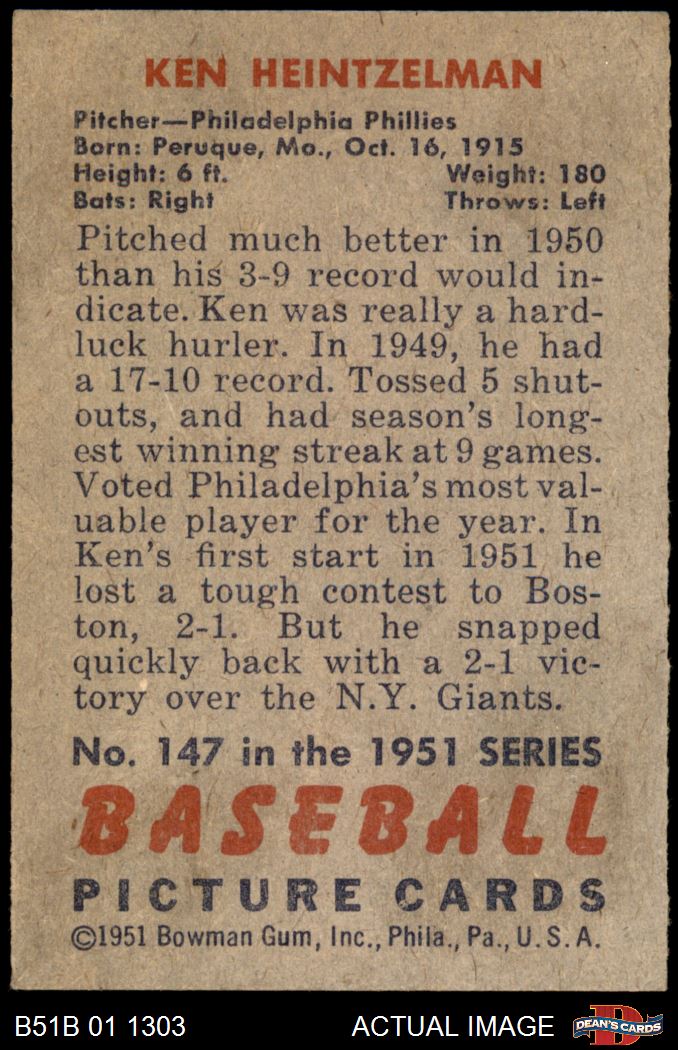 KEN HEINTZELMAN
Pitcher—Philadelphia Phillies
Born: Peruque, Mo., Oct. 16, 1915
Height: 6 ft. Weight: 180
Bats: Right Throws: Left
Pitched much better in 1950
than his 3-9 record would in-
dicate. Ken was really a hard-
luck hurler. In 1949, he had
a 17-10 record. Tossed 5 shut-
outs, and had season's long-
est winning streak at 9 games.
Voted Philadelphia's most val-
uable player for the year. In
Ken's first start in 1951 he
lost a tough contest to Bos-
ton, 2-1. But he snapped
quickly back with a 2-1 vic-
tory over the N.Y. Giants.
No. 147 in the 1951 SERIES
BASEBALL
PICTURE CARDS
©1951 Bowman Gum, Inc., Phila., Pa., U.S.A.
B51B 01 1303 ACTUAL IMAGE DEAN'S CARDS